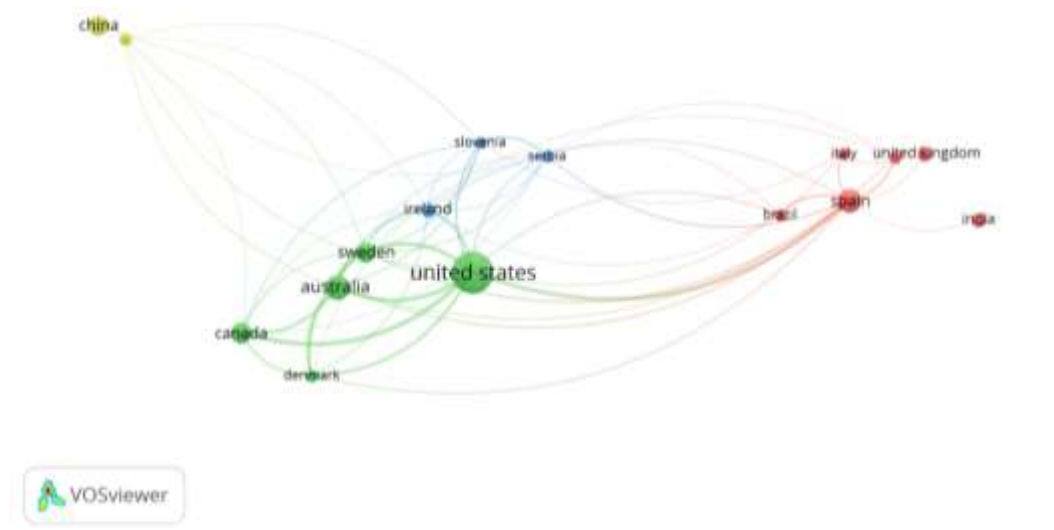 china
slovenia
serbia
italy
united kingdom
spain
ireland
brazil
india
sweden
united states
australia
canada
denmark
VOSviewer